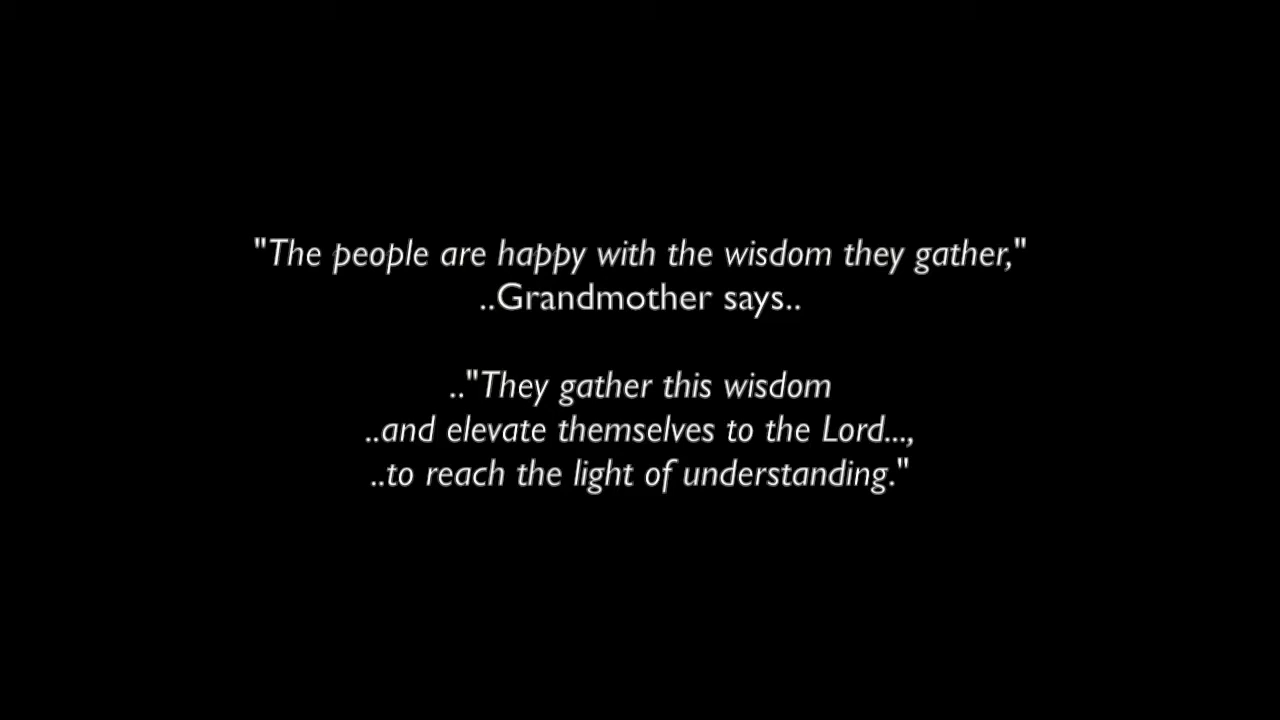 "The people are happy with the wisdom they gather,"
..Grandmother says..
.."They gather this wisdom
..and elevate themselves to the Lord...,
..to reach the light of understanding."